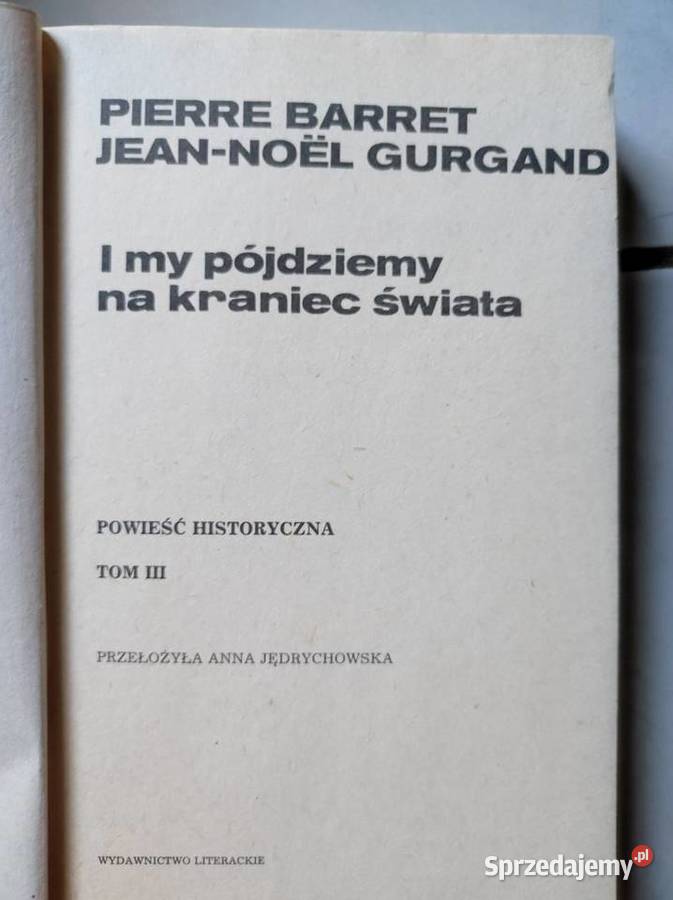 PIERRE BARRET
JEAN-NOËL GURGAND
I my pójdziemy
na kraniec świata
POWIEŚĆ HISTORYCZNA
TOM III
PRZEŁOŻYŁA ANNA JĘDRYCHOWSKA
WYDAWNICTWO LITERACKIE
Sprzedajemy.pl